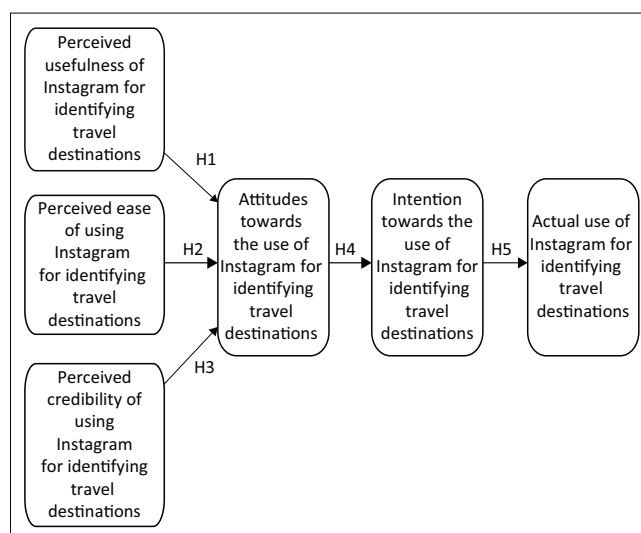 Perceived
usefulness of
Instagram for
identifying
travel
destinations
H1
Perceived ease
of using
Instagram
for identifying
travel
destinations
H2
Perceived
credibility of
using
Instagram
for identifying
travel
destinations
H3
Attitudes
towards
the use of
Instagram for
identifying
travel
destinations
H4
Intention
towards the
use of
Instagram for
identifying
travel
destinations
H5
Actual use of
Instagram for
identifying
travel
destinations